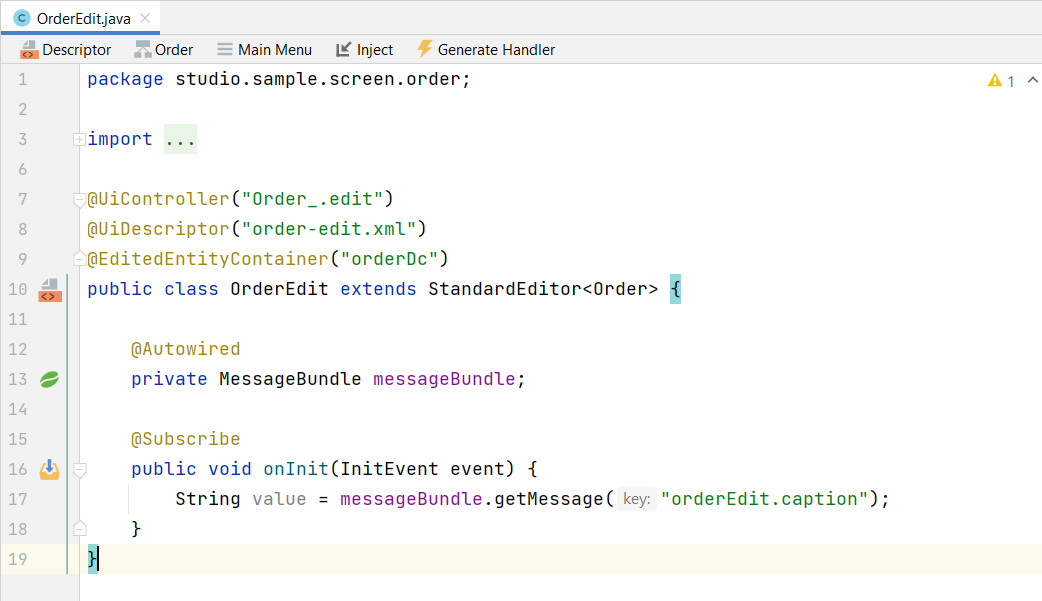 C OrderEdit.java
Descriptor Order Main Menu Inject Generate Handler
1 package studio.sample.screen.order; 1
2
3 import ...
6
7 @UiController("Order_.edit")
8 @UiDescriptor("order-edit.xml")
9 @EditedEntityContainer("orderDc")
10 <> public class OrderEdit extends StandardEditor<Order> {
11
12 @Autowired
13 private MessageBundle messageBundle;
14
15 @Subscribe
16 public void onInit(InitEvent event) {
17 String value = messageBundle.getMessage( key: "orderEdit.caption");
18 }
19 }